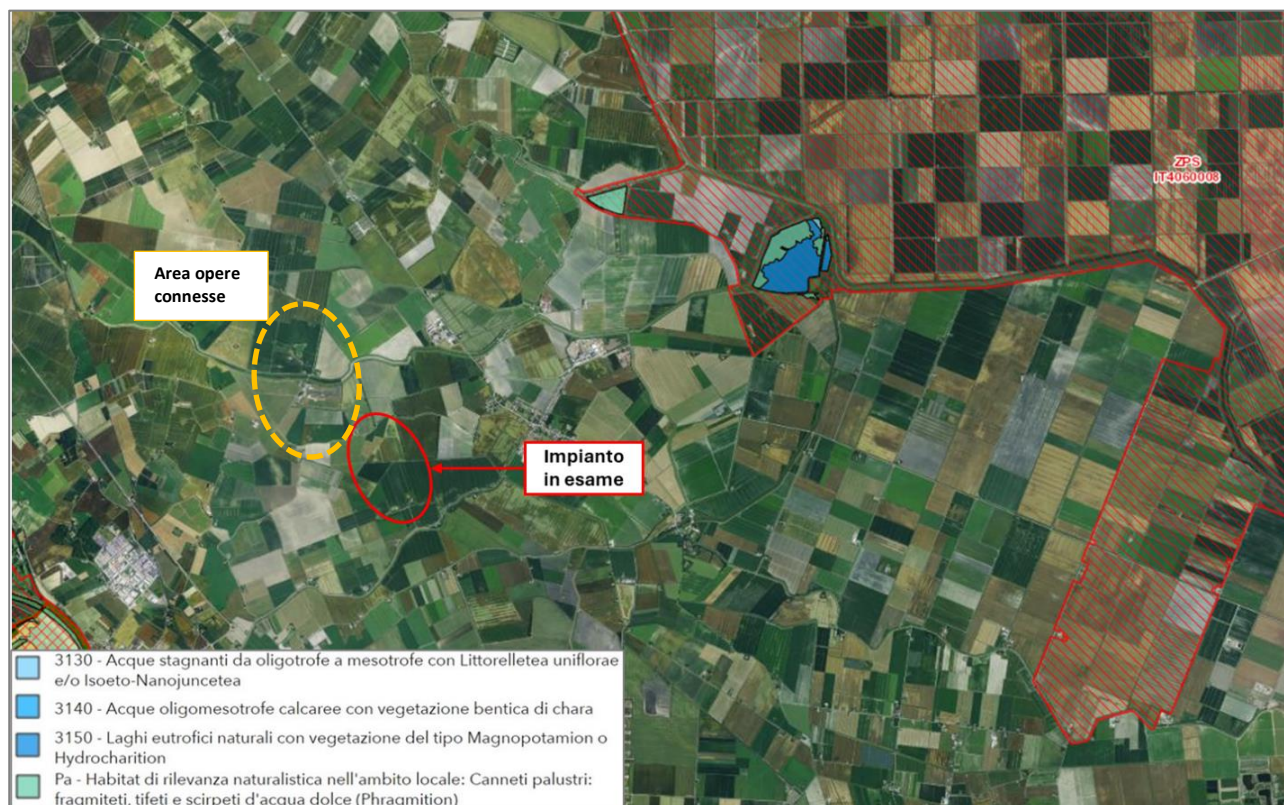 ZPS
IT4060008
Area opere
connesse
Impianto
in esame
3130 - Acque stagnanti da oligotrofe a mesotrofe con Littorelletea uniflorae
e/o Isoeto-Nanojuncetea
3140 - Acque oligomesotrofe calcaree con vegetazione bentica di chara
3150 - Laghi eutrofici naturali con vegetazione del tipo Magnopotamion o
Hydrocharition
Pa - Habitat di rilevanza naturalistica nell'ambito locale: Canneti palustri:
fragmiteti, tifeti e scirpeti d'acqua dolce (Phragmition)